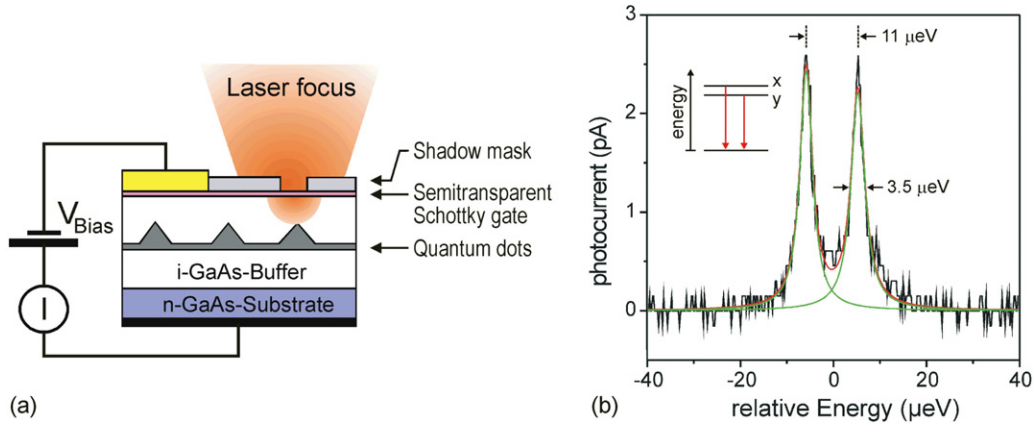 Laser focus
Shadow mask
Semitransparent
Schottky gate
Quantum dots
V_Bias
I
i-GaAs-Buffer
n-GaAs-Substrate
(a)
3
2
1
0
photocurrent (pA)
11 µeV
3.5 µeV
energy
x
y
-40
-20
0
20
40
relative Energy (µeV)
(b)